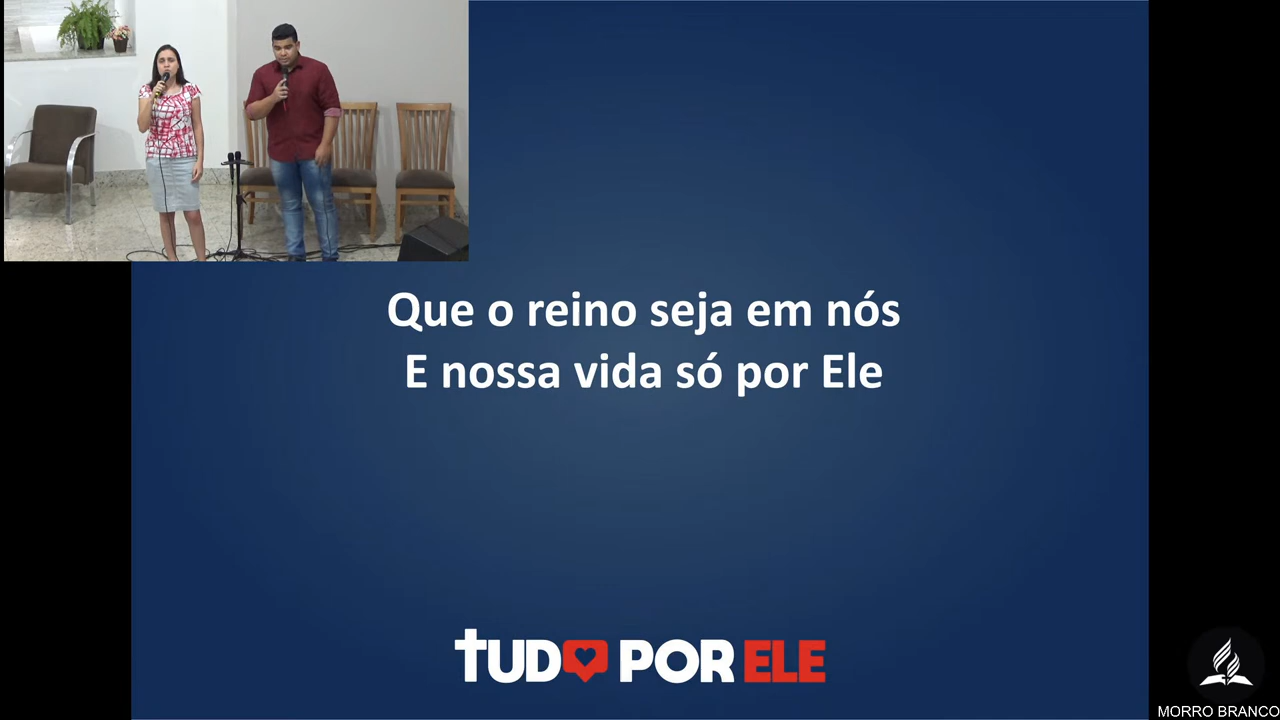 Que o reino seja em nós
E nossa vida só por Ele
TUDO POR ELE
MORRO BRANCO